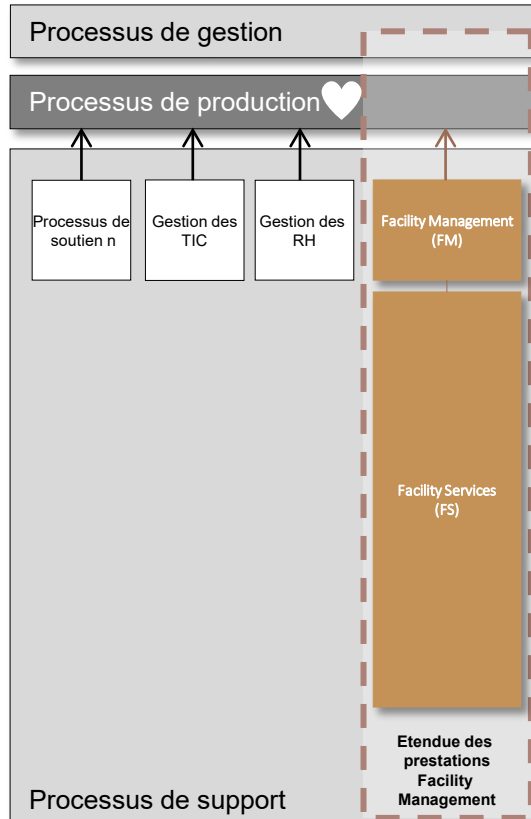 Processus de gestion
Processus de production
Processus de
soutien n
Gestion des
TIC
Gestion des
RH
Facility Management
(FM)
Facility Services
(FS)
Etendue des
prestations
Facility
Management
Processus de support